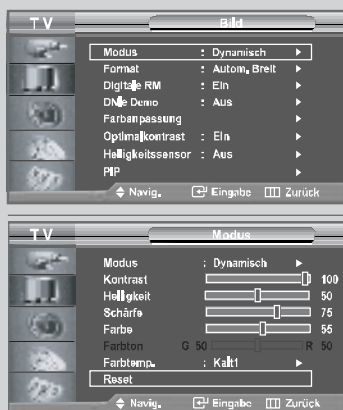 TV Bild
Modus : Dynamisch ►
Format : Autom. Breit ►
Digitale RM : Ein ►
DNIe Demo : Aus ►
Farbanpassung ►
Optimalkontrast : Ein ►
Helligkeitssensor : Aus ►
PIP ►
Navig. Eingabe Zurück
TV Modus
Modus : Dynamisch ►
Kontrast 100
Helligkeit 50
Schärfe 75
Farbe 55
Farbton G 50 R 50
Farbtemp. : Kalt1 ►
Reset
Navig. Eingabe Zurück